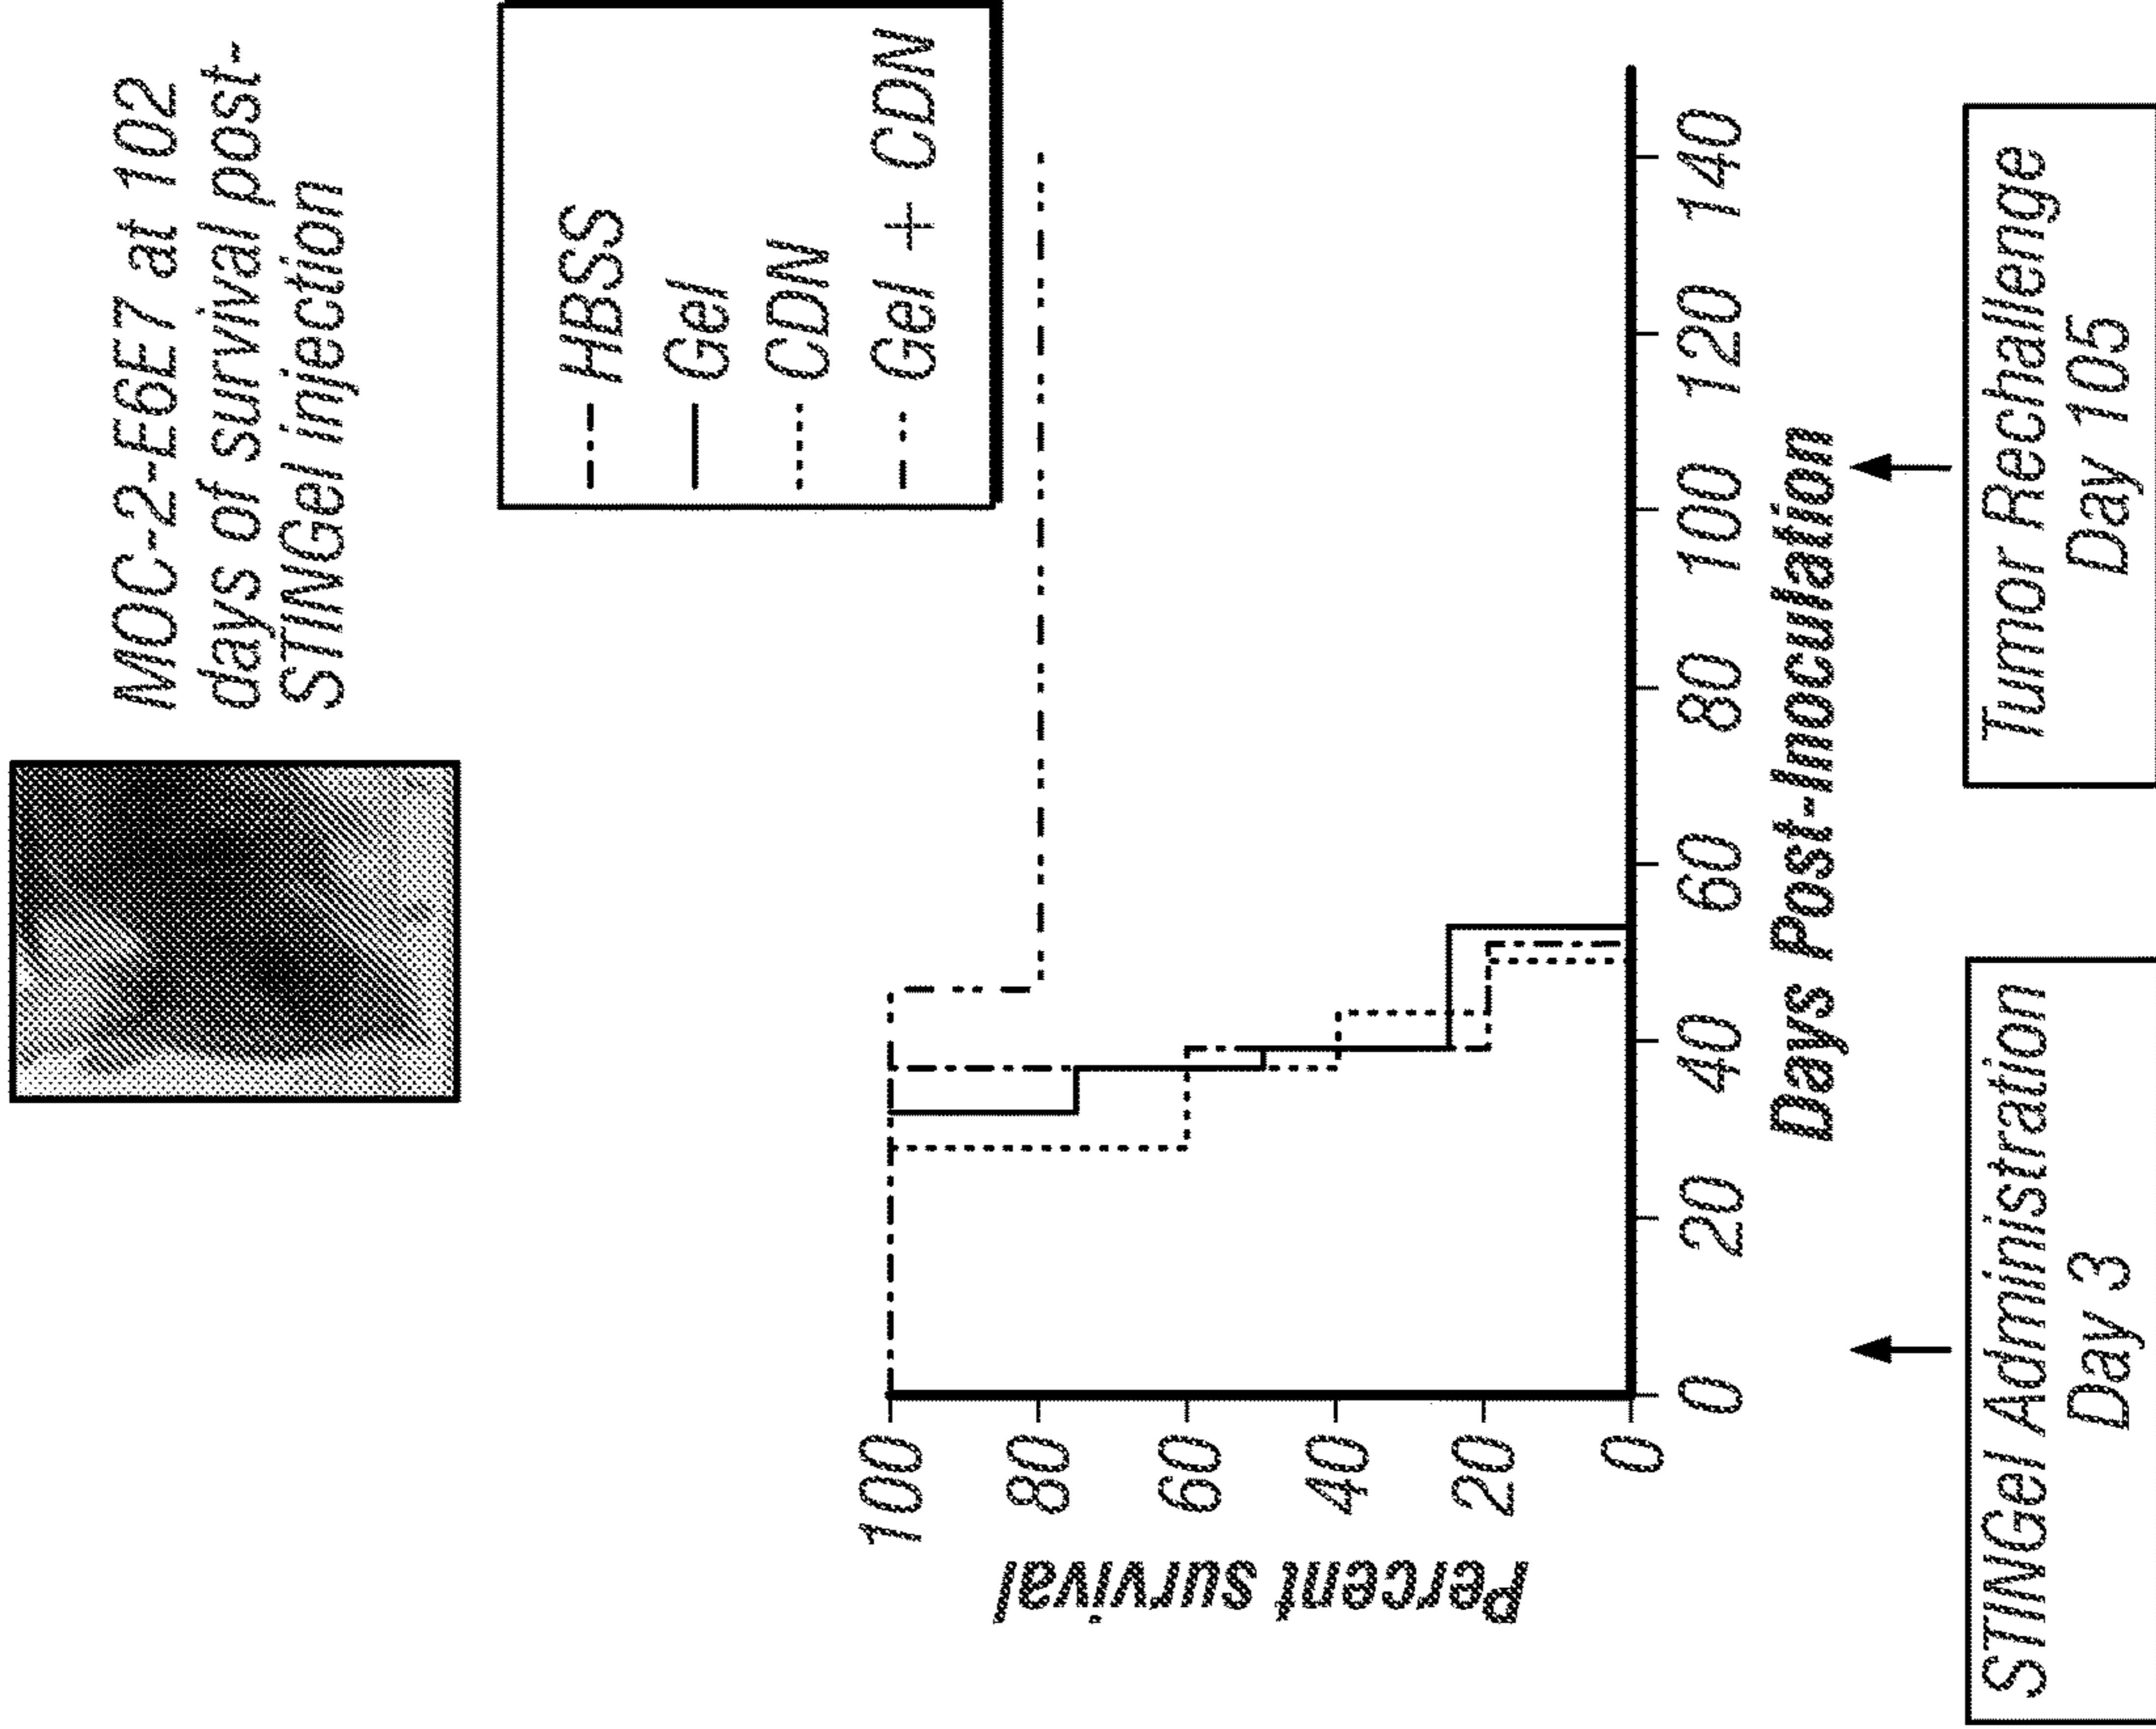 MOC-2-E6E7 at 102
days of survival post-
STINGel injection
HBSS
Gel
CDN
Gel + CDN
Percent survival
100
80
60
40
20
0
0 20 40 60 80 100 120 140
Days Post-Inoculation
STINGel Administration
Day 3
Tumor Rechallenge
Day 105